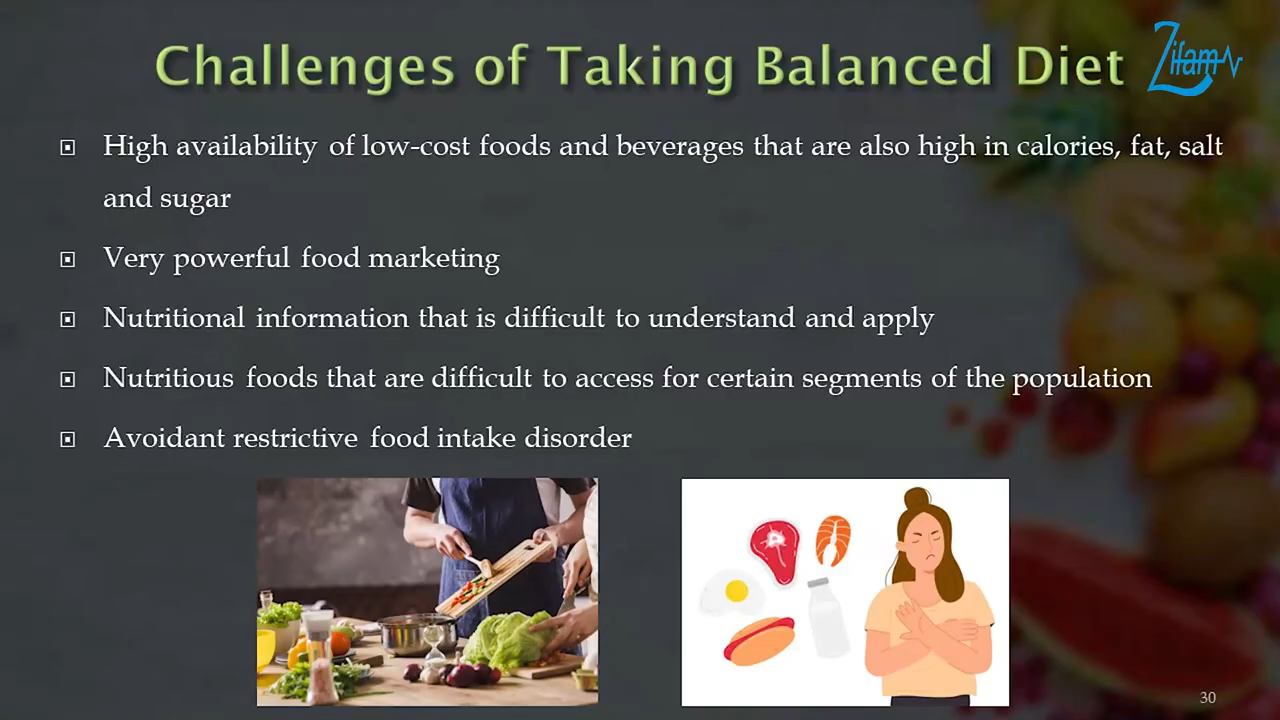 Challenges of Taking Balanced Diet
Zifam
High availability of low-cost foods and beverages that are also high in calories, fat, salt
and sugar
Very powerful food marketing
Nutritional information that is difficult to understand and apply
Nutritious foods that are difficult to access for certain segments of the population
Avoidant restrictive food intake disorder
30